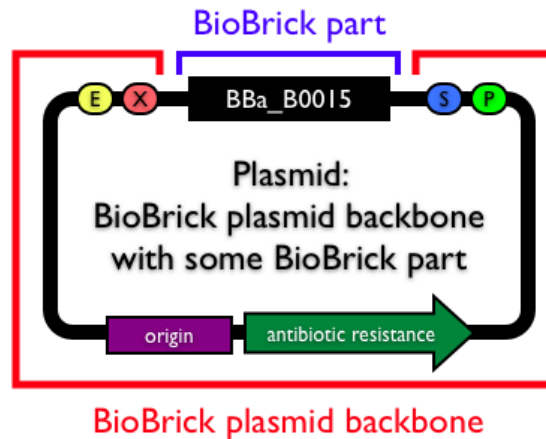 BioBrick part
E X BBa_B0015 S P
Plasmid:
BioBrick plasmid backbone
with some BioBrick part
origin antibiotic resistance
BioBrick plasmid backbone